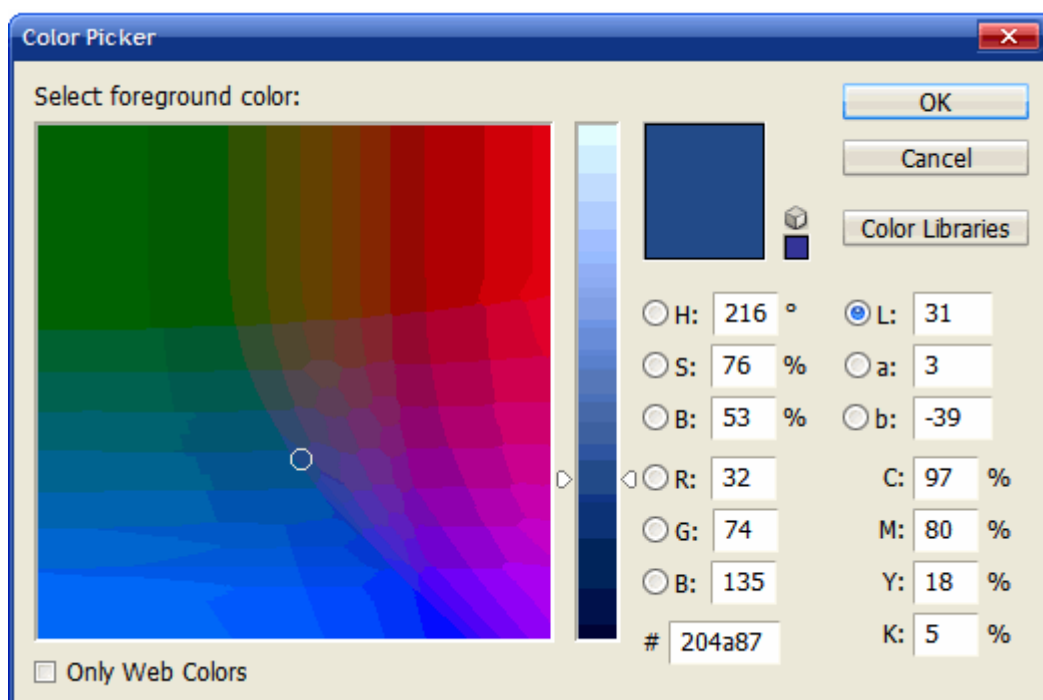 Color Picker
Select foreground color:
OK
Cancel
Color Libraries
H: 216 ° L: 31
S: 76 % a: 3
B: 53 % b: -39
R: 32 C: 97 %
G: 74 M: 80 %
B: 135 Y: 18 %
# 204a87 K: 5 %
Only Web Colors